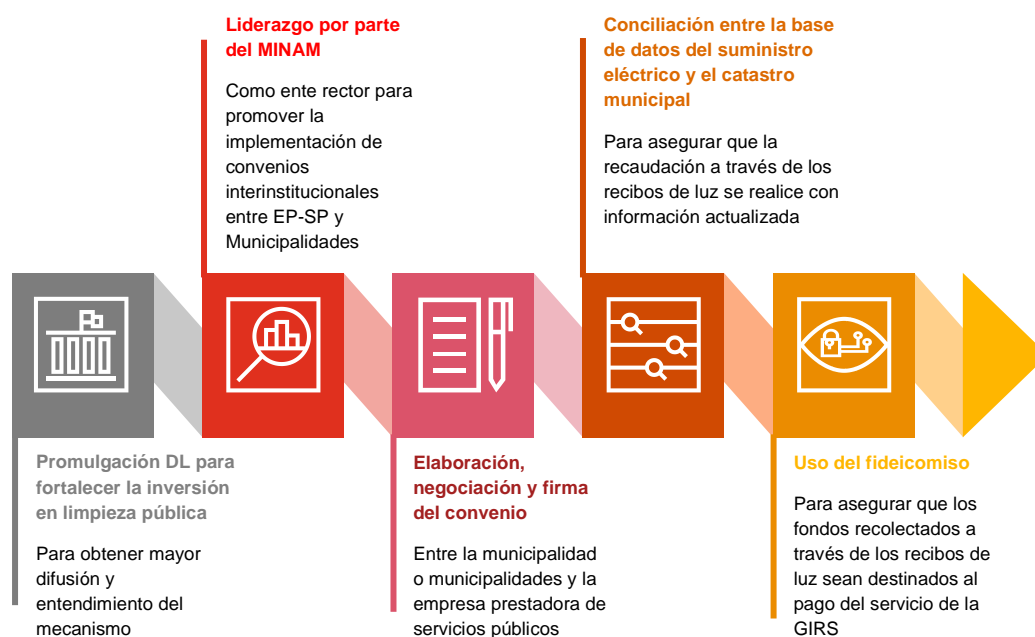 Liderazgo por parte
del MINAM
Como ente rector para
promover la
implementación de
convenios
interinstitucionales
entre EP-SP y
Municipalidades
Conciliación entre la base
de datos del suministro
eléctrico y el catastro
municipal
Para asegurar que la
recaudación a través de los
recibos de luz se realice con
información actualizada
Promulgación DL para
fortalecer la inversión
en limpieza pública
Para obtener mayor
difusión y
entendimiento del
mecanismo
Elaboración,
negociación y firma
del convenio
Entre la municipalidad
o municipalidades y la
empresa prestadora de
servicios públicos
Uso del fideicomiso
Para asegurar que los
fondos recolectados a
través de los recibos de
luz sean destinados al
pago del servicio de la
GIRS